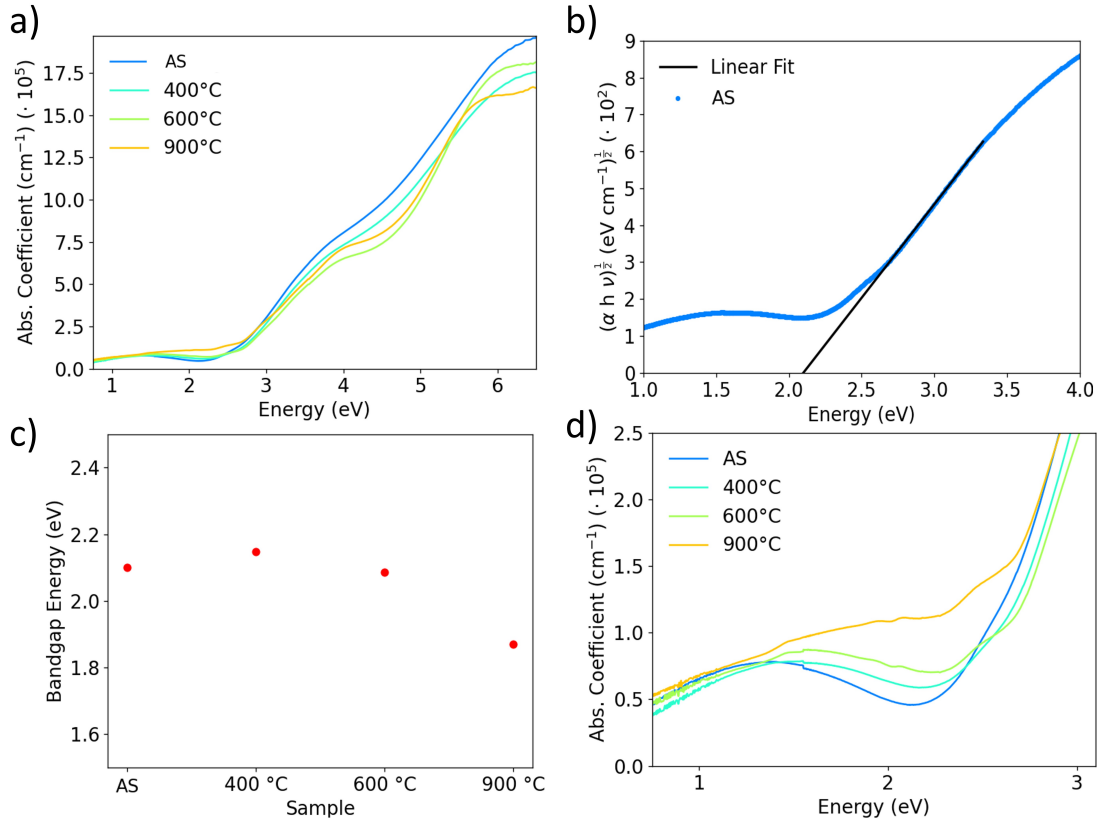 a)
AS
400°C
600°C
900°C
17.5
15.0
12.5
10.0
7.5
5.0
2.5
0.0
Abs. Coefficient (cm⁻¹) (· 10⁵)
1 2 3 4 5 6
Energy (eV)
b)
Linear Fit
AS
9
8
7
6
5
4
3
2
1
0
(α h ν)^½ (eV cm⁻¹)^½ (· 10²)
1.0 1.5 2.0 2.5 3.0 3.5 4.0
Energy (eV)
c)
2.4
2.2
2.0
1.8
1.6
Bandgap Energy (eV)
AS 400 °C 600 °C 900 °C
Sample
d)
AS
400°C
600°C
900°C
2.5
2.0
1.5
1.0
0.5
0.0
Abs. Coefficient (cm⁻¹) (· 10⁵)
1 2 3
Energy (eV)